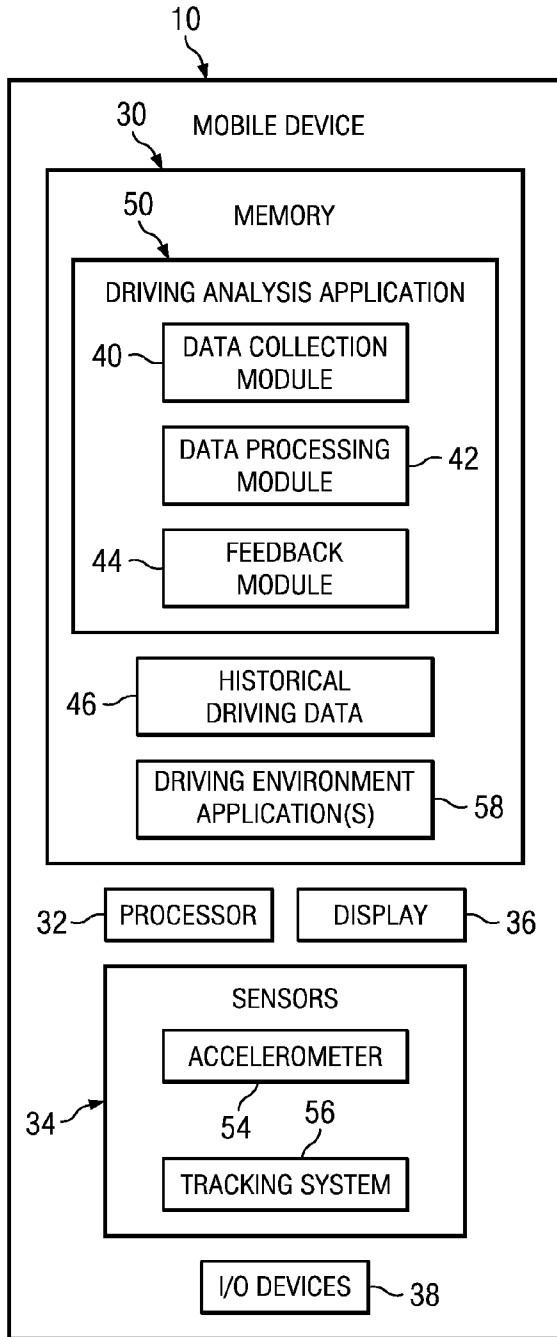 10
MOBILE DEVICE
30
MEMORY
50
DRIVING ANALYSIS APPLICATION
40
DATA COLLECTION
MODULE
DATA PROCESSING
MODULE
42
44
FEEDBACK
MODULE
46
HISTORICAL
DRIVING DATA
DRIVING ENVIRONMENT
APPLICATION(S)
58
32
PROCESSOR
DISPLAY
36
SENSORS
ACCELEROMETER
34
54
56
TRACKING SYSTEM
I/O DEVICES
38